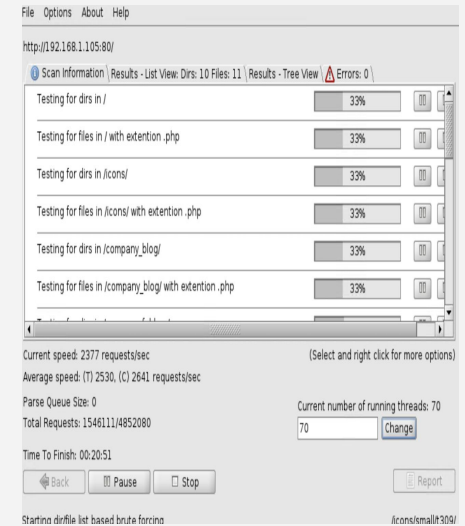 File Options About Help
http://192.168.1.105:80/
Scan Information Results - List View: Dirs: 10 Files: 11 Results - Tree View Errors: 0
Testing for dirs in / 33%
Testing for files in / with extention .php 33%
Testing for dirs in /icons/ 33%
Testing for files in /icons/ with extention .php 33%
Testing for dirs in /company_blog/ 33%
Testing for files in /company_blog/ with extention .php 33%
Current speed: 2377 requests/sec (Select and right click for more options)
Average speed: (T) 2530, (C) 2641 requests/sec
Parse Queue Size: 0 Current number of running threads: 70
Total Requests: 1546111/4852080 70 Change
Time To Finish: 00:20:51
Back Pause Stop Report
Starting dir/file list based brute forcing /icons/small/t309/